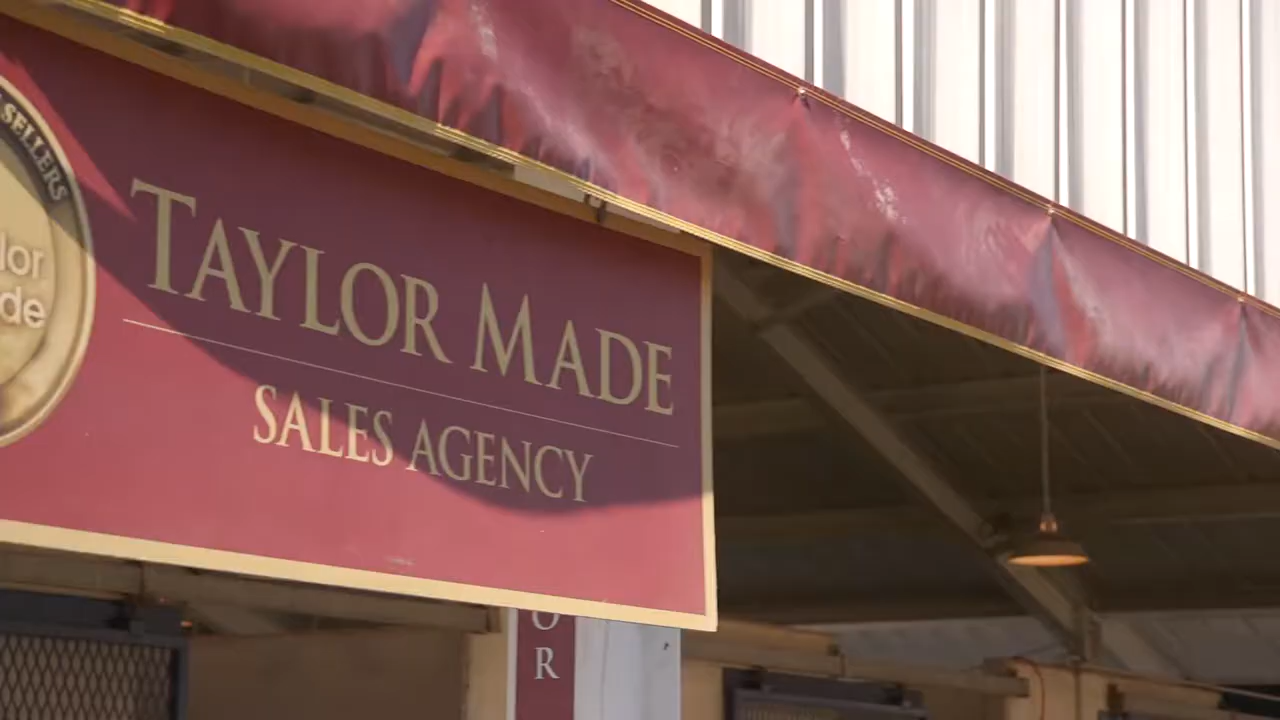 SELLERS
lor
de
TAYLOR MADE
SALES AGENCY
O
R